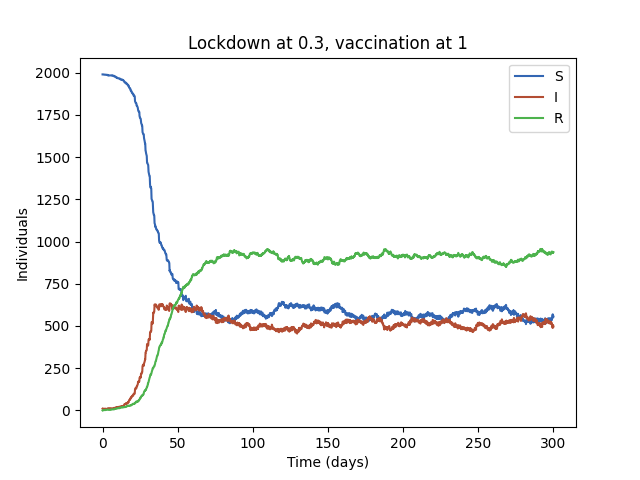 Lockdown at 0.3, vaccination at 1
S
I
R
2000
1750
1500
1250
1000
750
500
250
0
Individuals
0 50 100 150 200 250 300
Time (days)